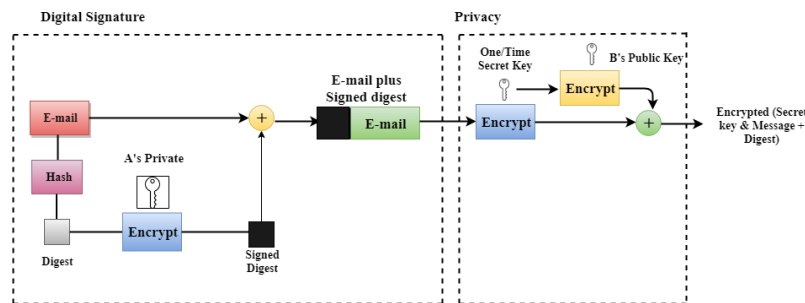 Digital Signature
Privacy
One/Time
Secret Key
B's Public Key
E-mail plus
Signed digest
Encrypt
E-mail
+
E-mail
Encrypt
+
Encrypted (Secret
key & Message +
Digest)
Hash
A's Private
Encrypt
Digest
Signed
Digest